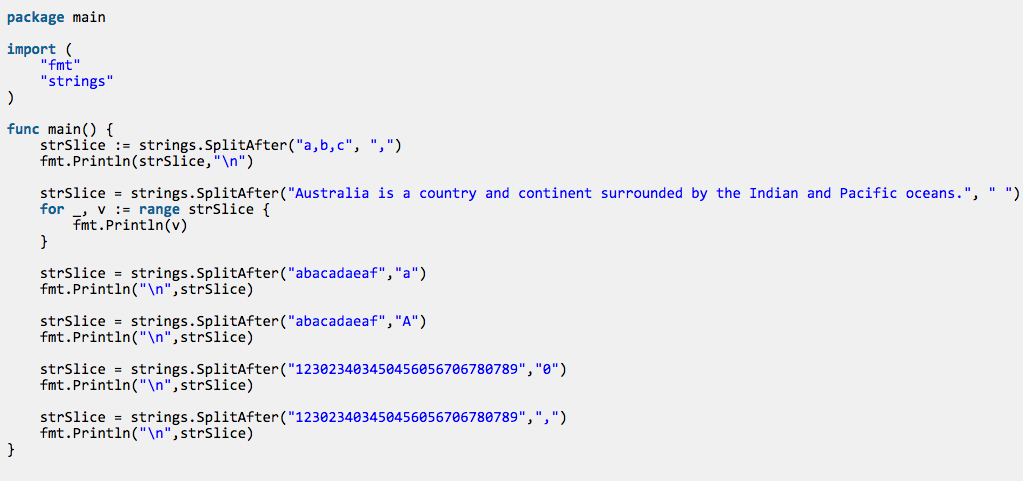 package main
import (
"fmt"
"strings"
)
func main() {
strSlice := strings.SplitAfter("a,b,c", ",")
fmt.Println(strSlice,"\n")
strSlice = strings.SplitAfter("Australia is a country and continent surrounded by the Indian and Pacific oceans.", " ")
for _, v := range strSlice {
fmt.Println(v)
}
strSlice = strings.SplitAfter("abacadaeaf","a")
fmt.Println("\n",strSlice)
strSlice = strings.SplitAfter("abacadaeaf","A")
fmt.Println("\n",strSlice)
strSlice = strings.SplitAfter("123023403450456056706780789","0")
fmt.Println("\n",strSlice)
strSlice = strings.SplitAfter("123023403450456056706780789",",")
fmt.Println("\n",strSlice)
}